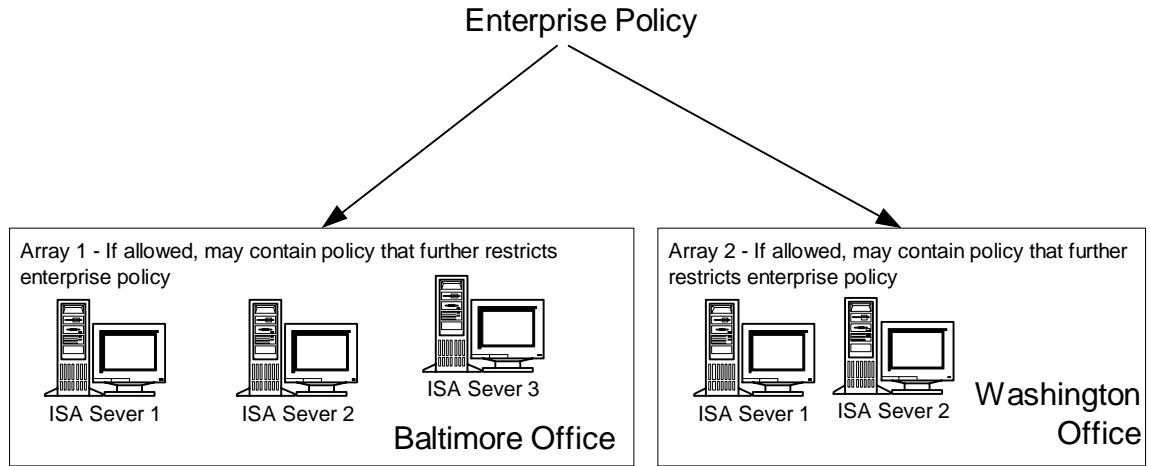 Enterprise Policy
Array 1 - If allowed, may contain policy that further restricts
enterprise policy
ISA Sever 1
ISA Sever 2
ISA Sever 3
Baltimore Office
Array 2 - If allowed, may contain policy that further
restricts enterprise policy
ISA Sever 1
ISA Sever 2
Washington
Office